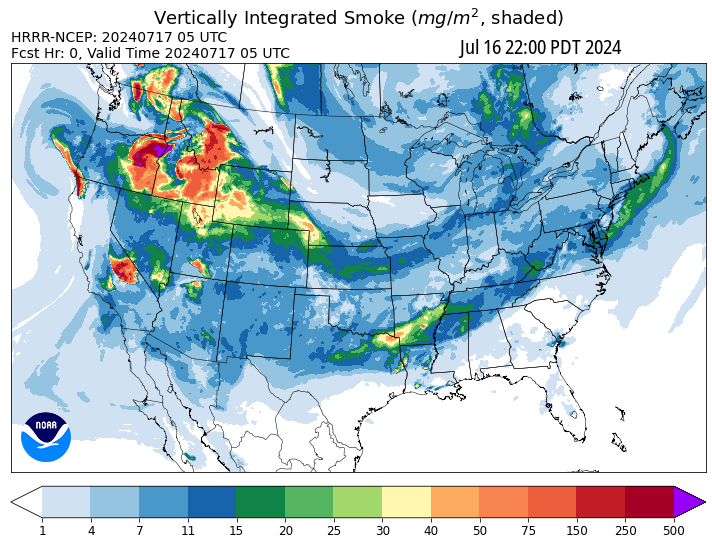 Vertically Integrated Smoke (mg/m², shaded)
HRRR-NCEP: 20240717 05 UTC
Fcst Hr: 0, Valid Time 20240717 05 UTC
Jul 16 22:00 PDT 2024
NOAA
1 4 7 11 15 20 25 30 40 50 75 150 250 500